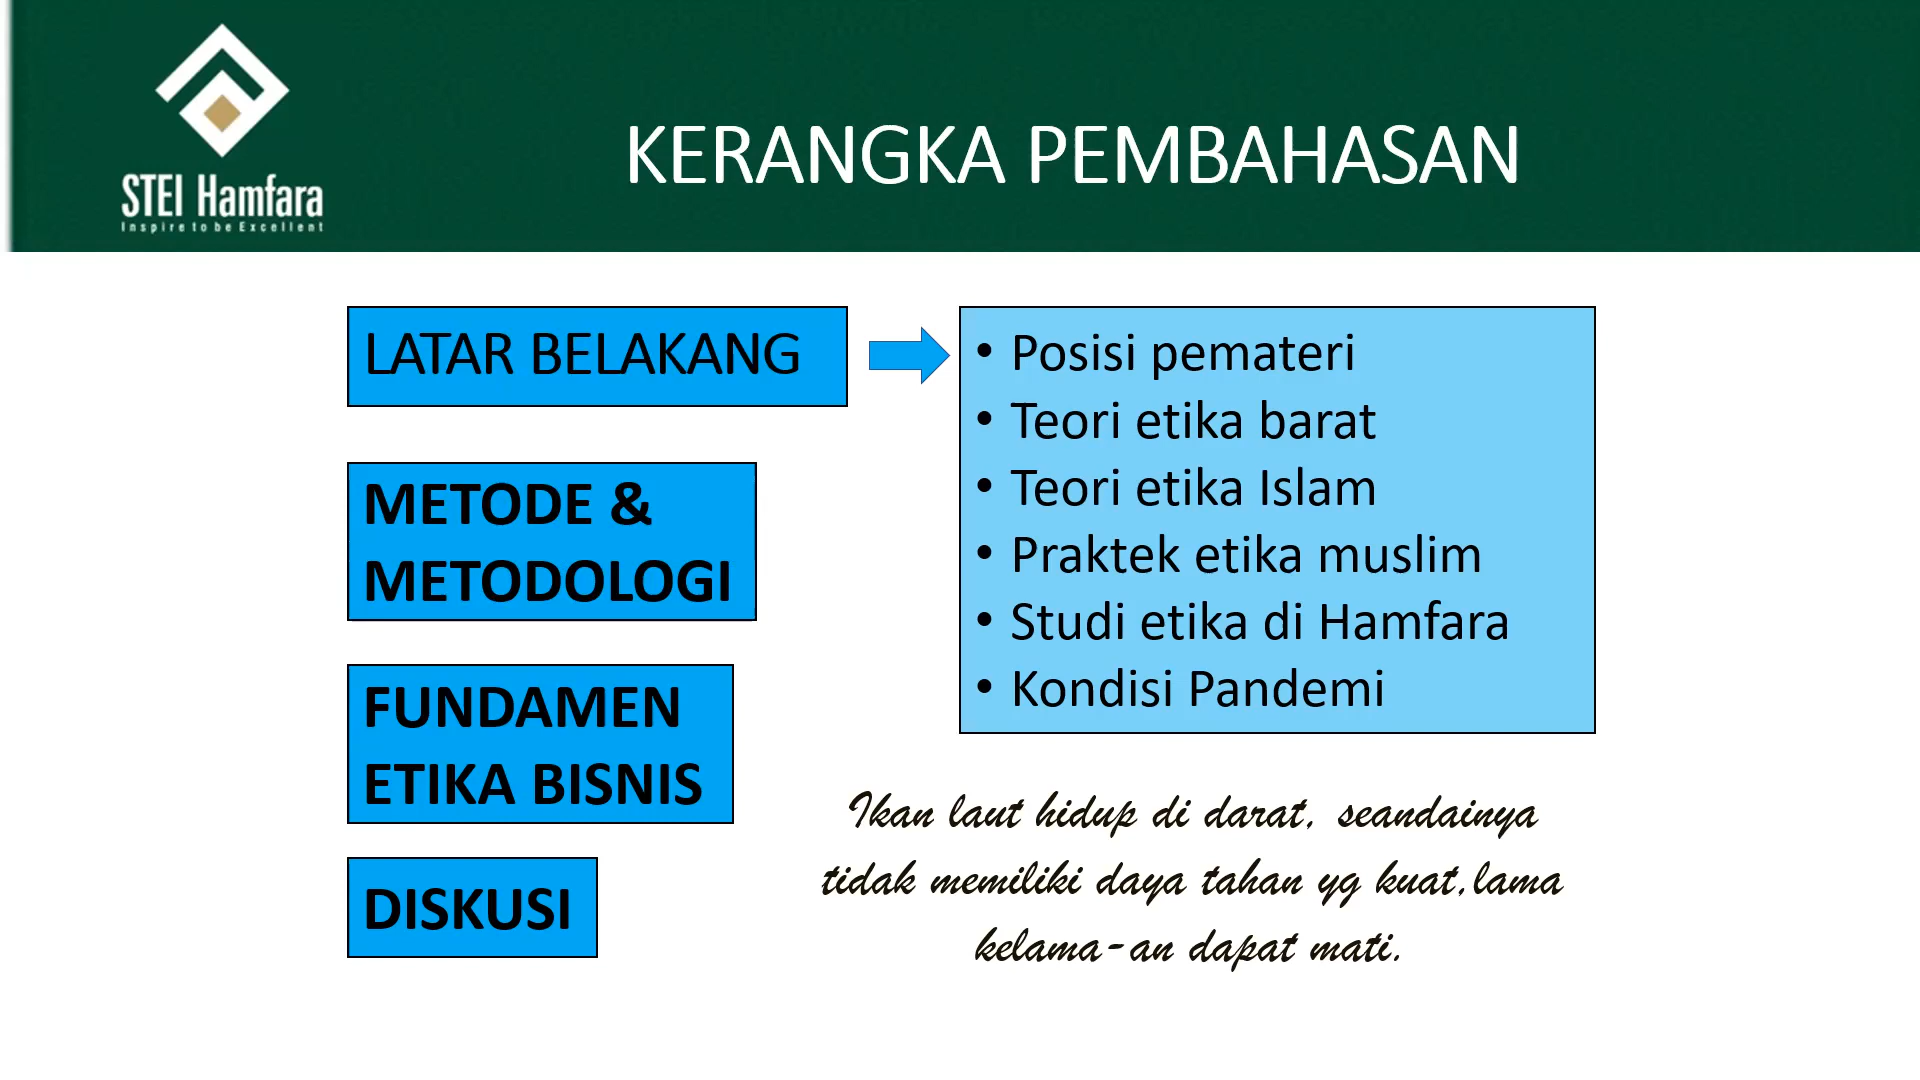 STEI Hamfara
Inspire to be Excellent
KERANGKA PEMBAHASAN
LATAR BELAKANG
METODE &
METODOLOGI
FUNDAMEN
ETIKA BISNIS
DISKUSI
• Posisi pemateri
• Teori etika barat
• Teori etika Islam
• Praktek etika muslim
• Studi etika di Hamfara
• Kondisi Pandemi
Ikan laut hidup di darat, seandainya
tidak memiliki daya tahan yg kuat,lama
kelama-an dapat mati.